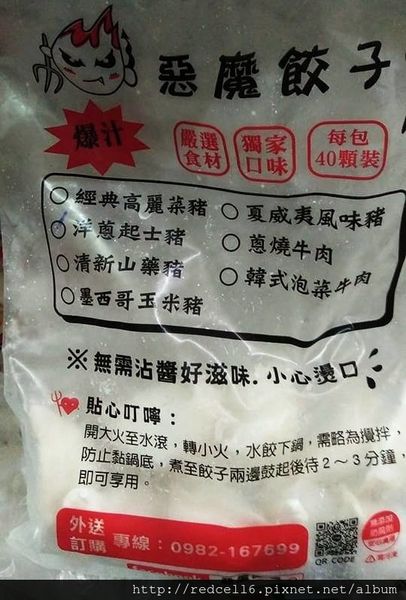 惡魔餃子
爆汁
嚴選食材
獨家口味
每包40顆裝
經典高麗菜豬
洋蔥起士豬
清新山藥豬
墨西哥玉米豬
夏威夷風味豬
蔥燒牛肉
韓式泡菜牛肉
※無需沾醬好滋味.小心燙口
貼心叮嚀：
開大火至水滾，轉小火，水餃下鍋，需略為攪拌，
防止黏鍋底，煮至餃子兩邊鼓起後待2～3分鐘，
即可享用。
外送訂購 專線：0982-167699
QR CODE
http://redcell6.pixnet.net/album